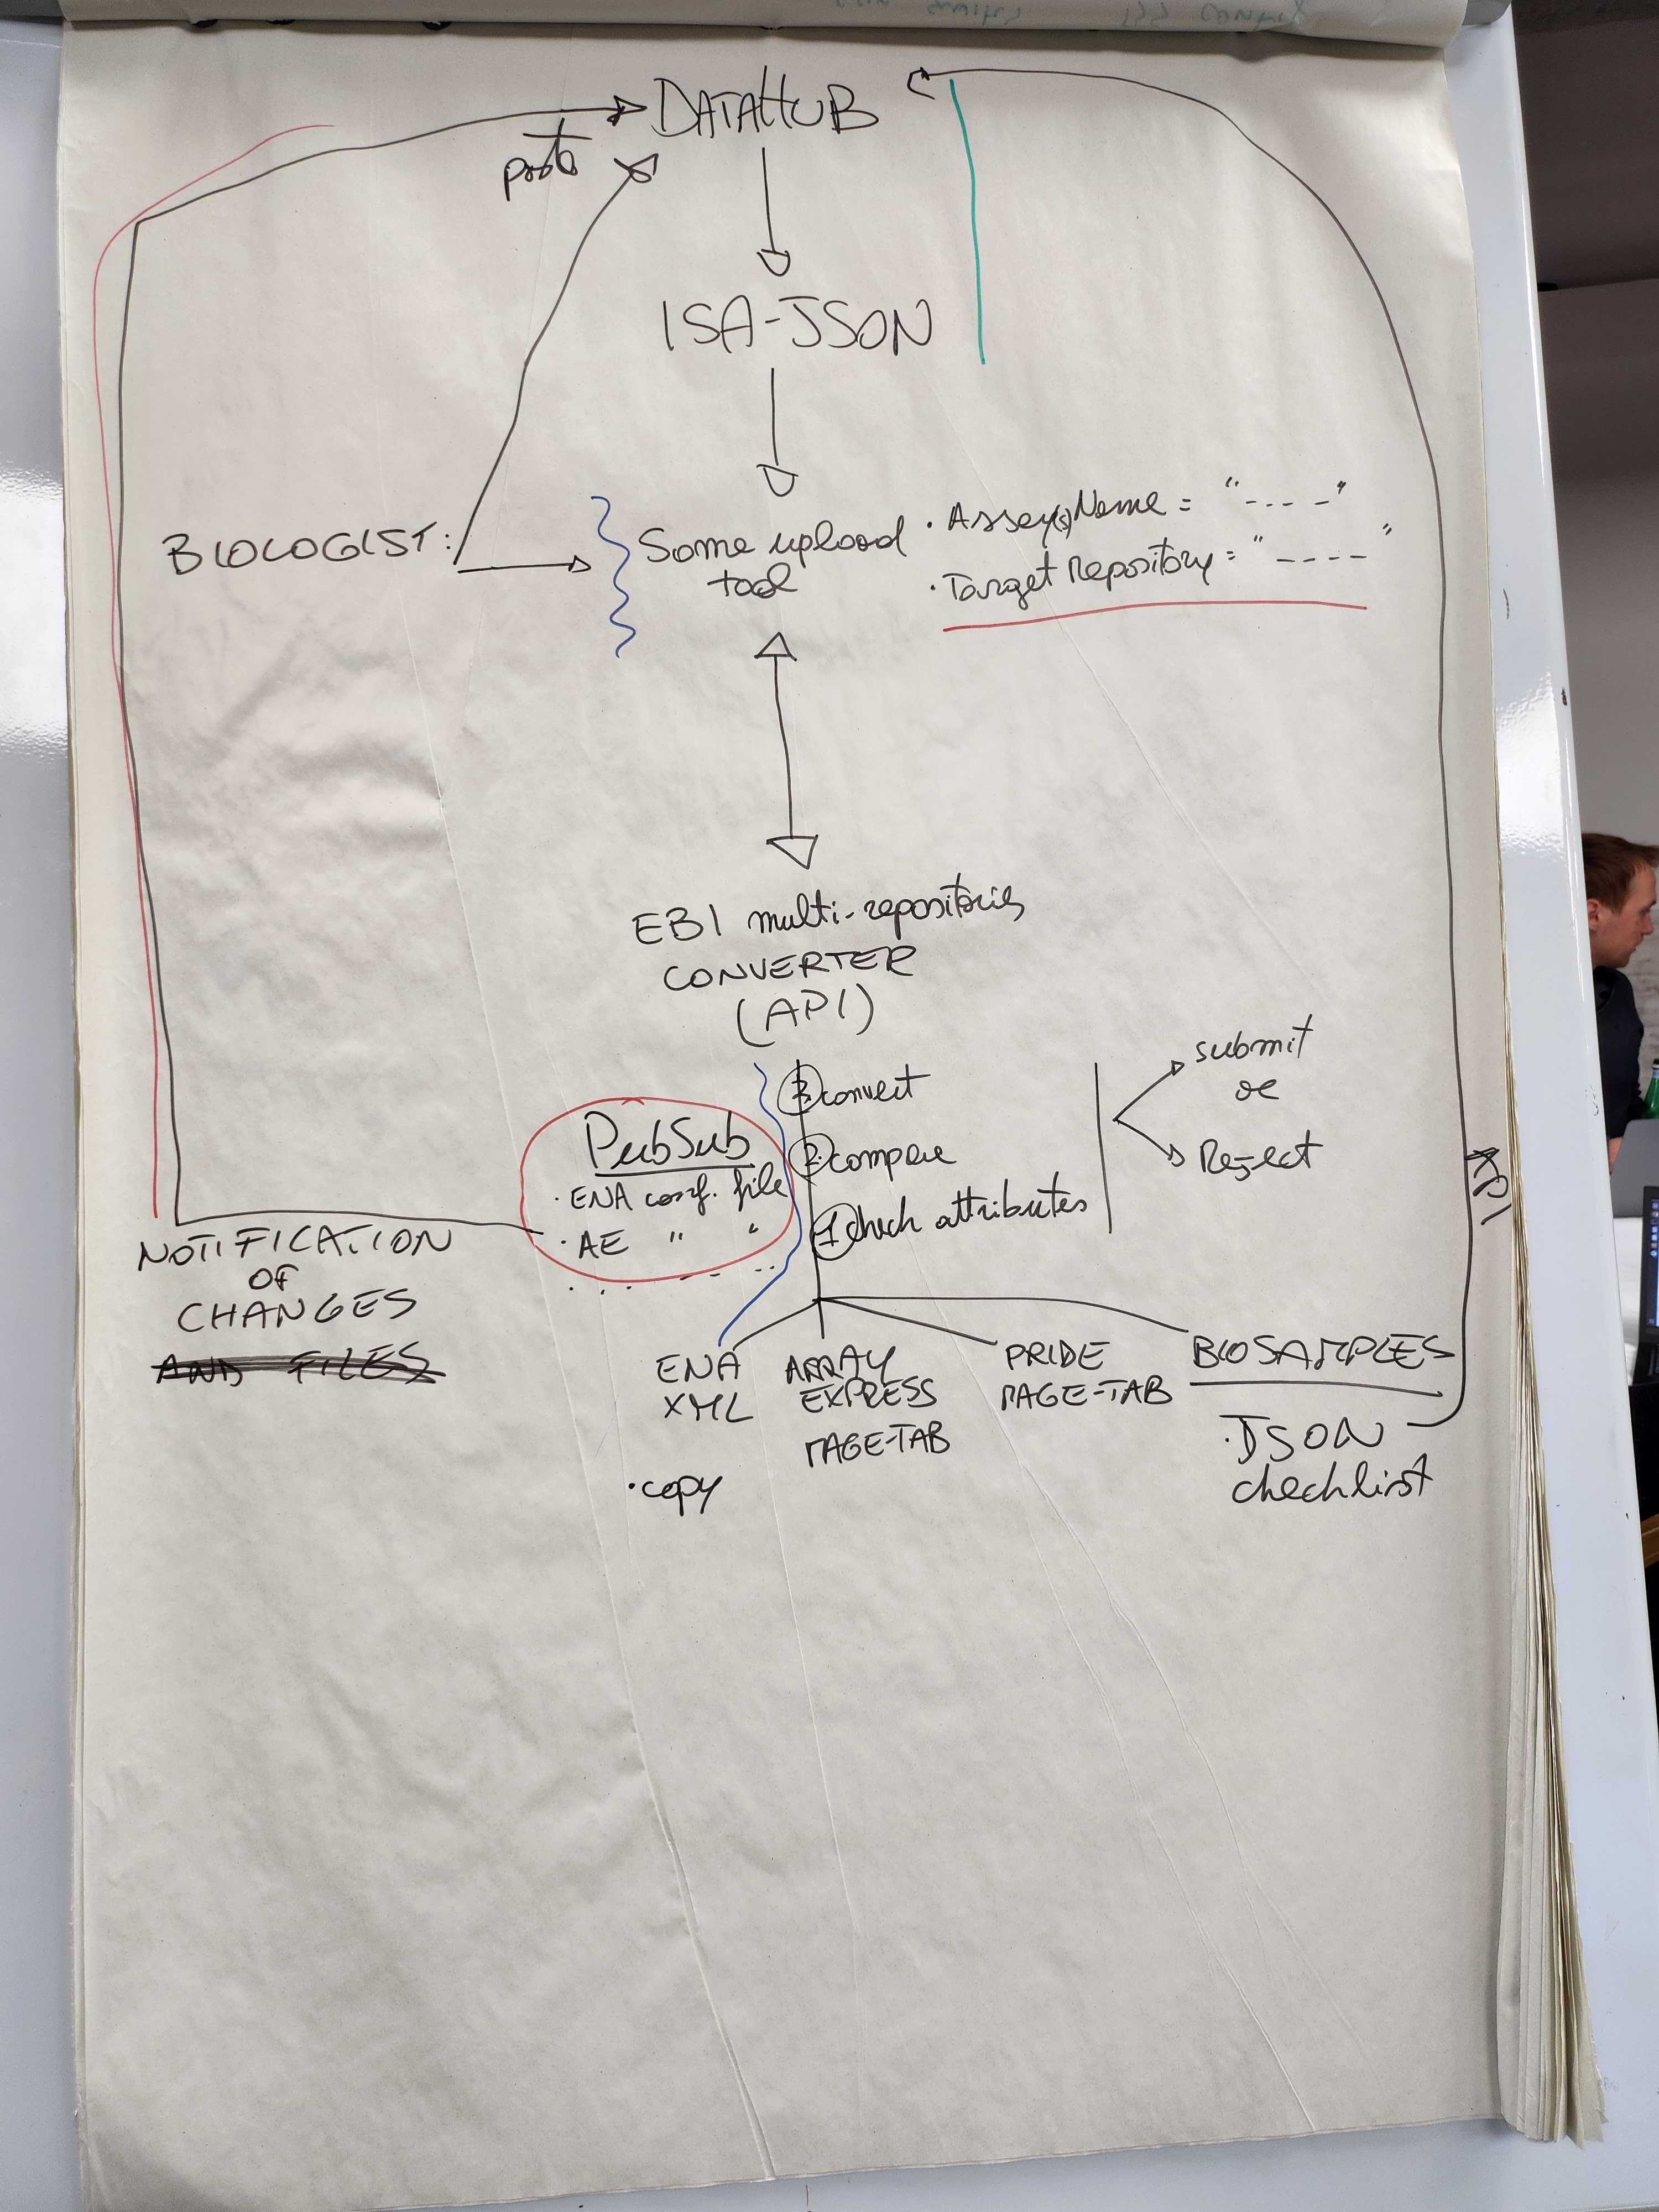 DATAHUB
ISA-JSON
BIOLOGIST:
Some upload
tool
· Assay(s) Name = "- - - -"
· Target Repository = "- - - -"
EBI multi-repositories
CONVERTER
(API)
3. convert
2. compare
1 check attributes
submit
or
Reject
PubSub
· ENA conf. file
· AE " "
. . . - - - ..
NOTIFICATION
OF
CHANGES
AND FILES
API
ENA
XML
· copy
ARRAY
EXPRESS
MAGE-TAB
PRIDE
MAGE-TAB
BIOSAMPLES
· JSON
checklist